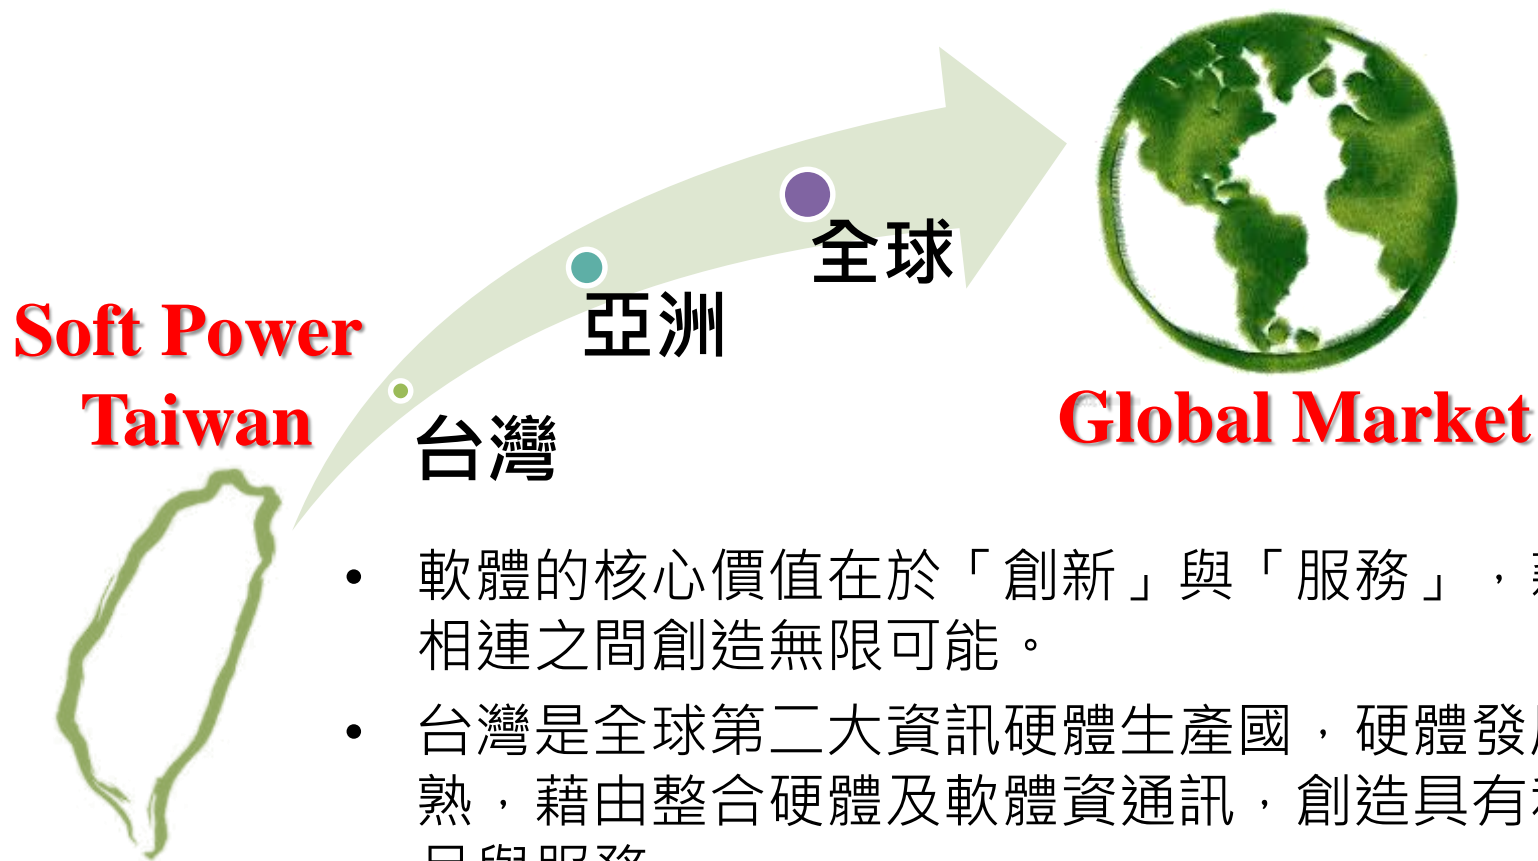 全球
Soft Power
Taiwan
亞洲
台灣
Global Market
• 軟體的核心價值在於「創新」與「服務」，
相連之間創造無限可能。
• 台灣是全球第二大資訊硬體生產國，硬體發
熟，藉由整合硬體及軟體資通訊，創造具有